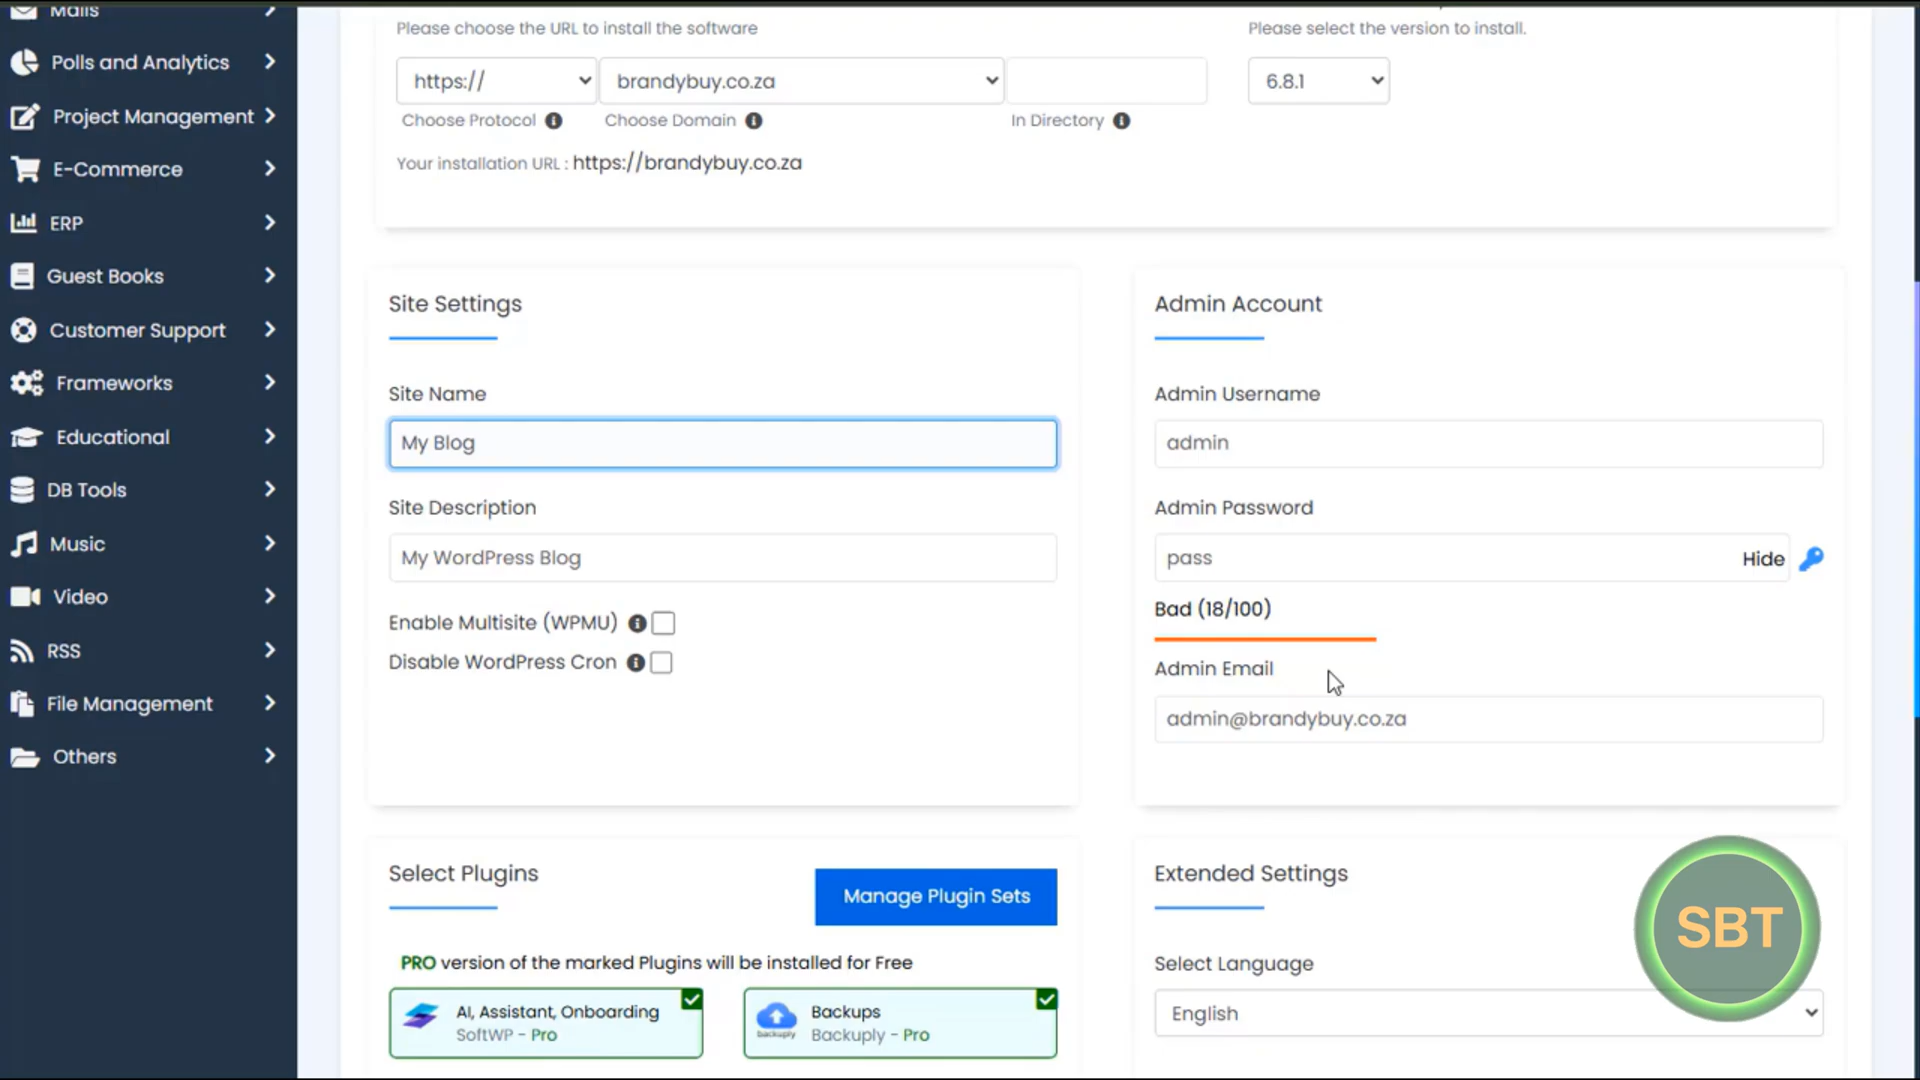 Mails
Polls and Analytics
Project Management
E-Commerce
ERP
Guest Books
Customer Support
Frameworks
Educational
DB Tools
Music
Video
RSS
File Management
Others
Please choose the URL to install the software
Please select the version to install.
https://
brandybuy.co.za
6.8.1
Choose Protocol
Choose Domain
In Directory
Your installation URL : https://brandybuy.co.za
Site Settings
Site Name
My Blog
Site Description
My WordPress Blog
Enable Multisite (WPMU)
Disable WordPress Cron
Admin Account
Admin Username
admin
Admin Password
pass
Hide
Bad (18/100)
Admin Email
admin@brandybuy.co.za
Select Plugins
Manage Plugin Sets
PRO version of the marked Plugins will be installed for Free
AI, Assistant, Onboarding
SoftWP - Pro
backuply
Backups
Backuply - Pro
Extended Settings
Select Language
English
SBT